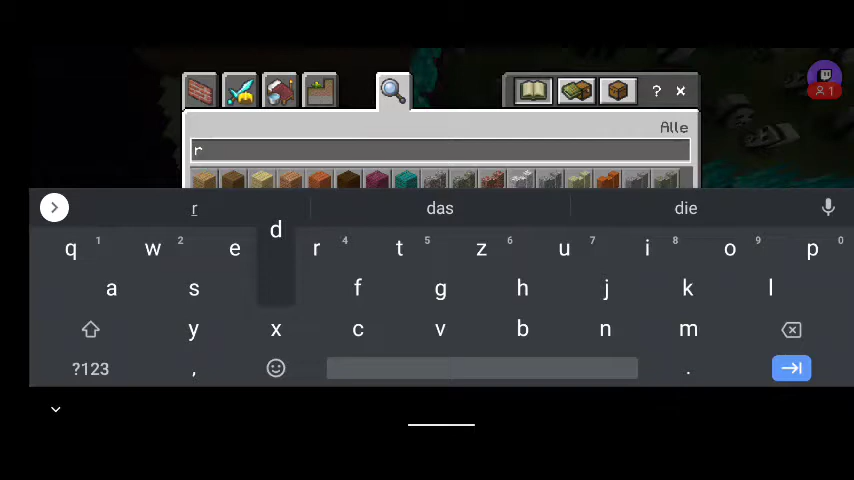 1
? ×
Alle
r
r das die
d
q 1 w 2 e r 4 t 5 z 6 u 7 i 8 o 9 p 0
a s f g h j k l
y x c v b n m
?123 , .